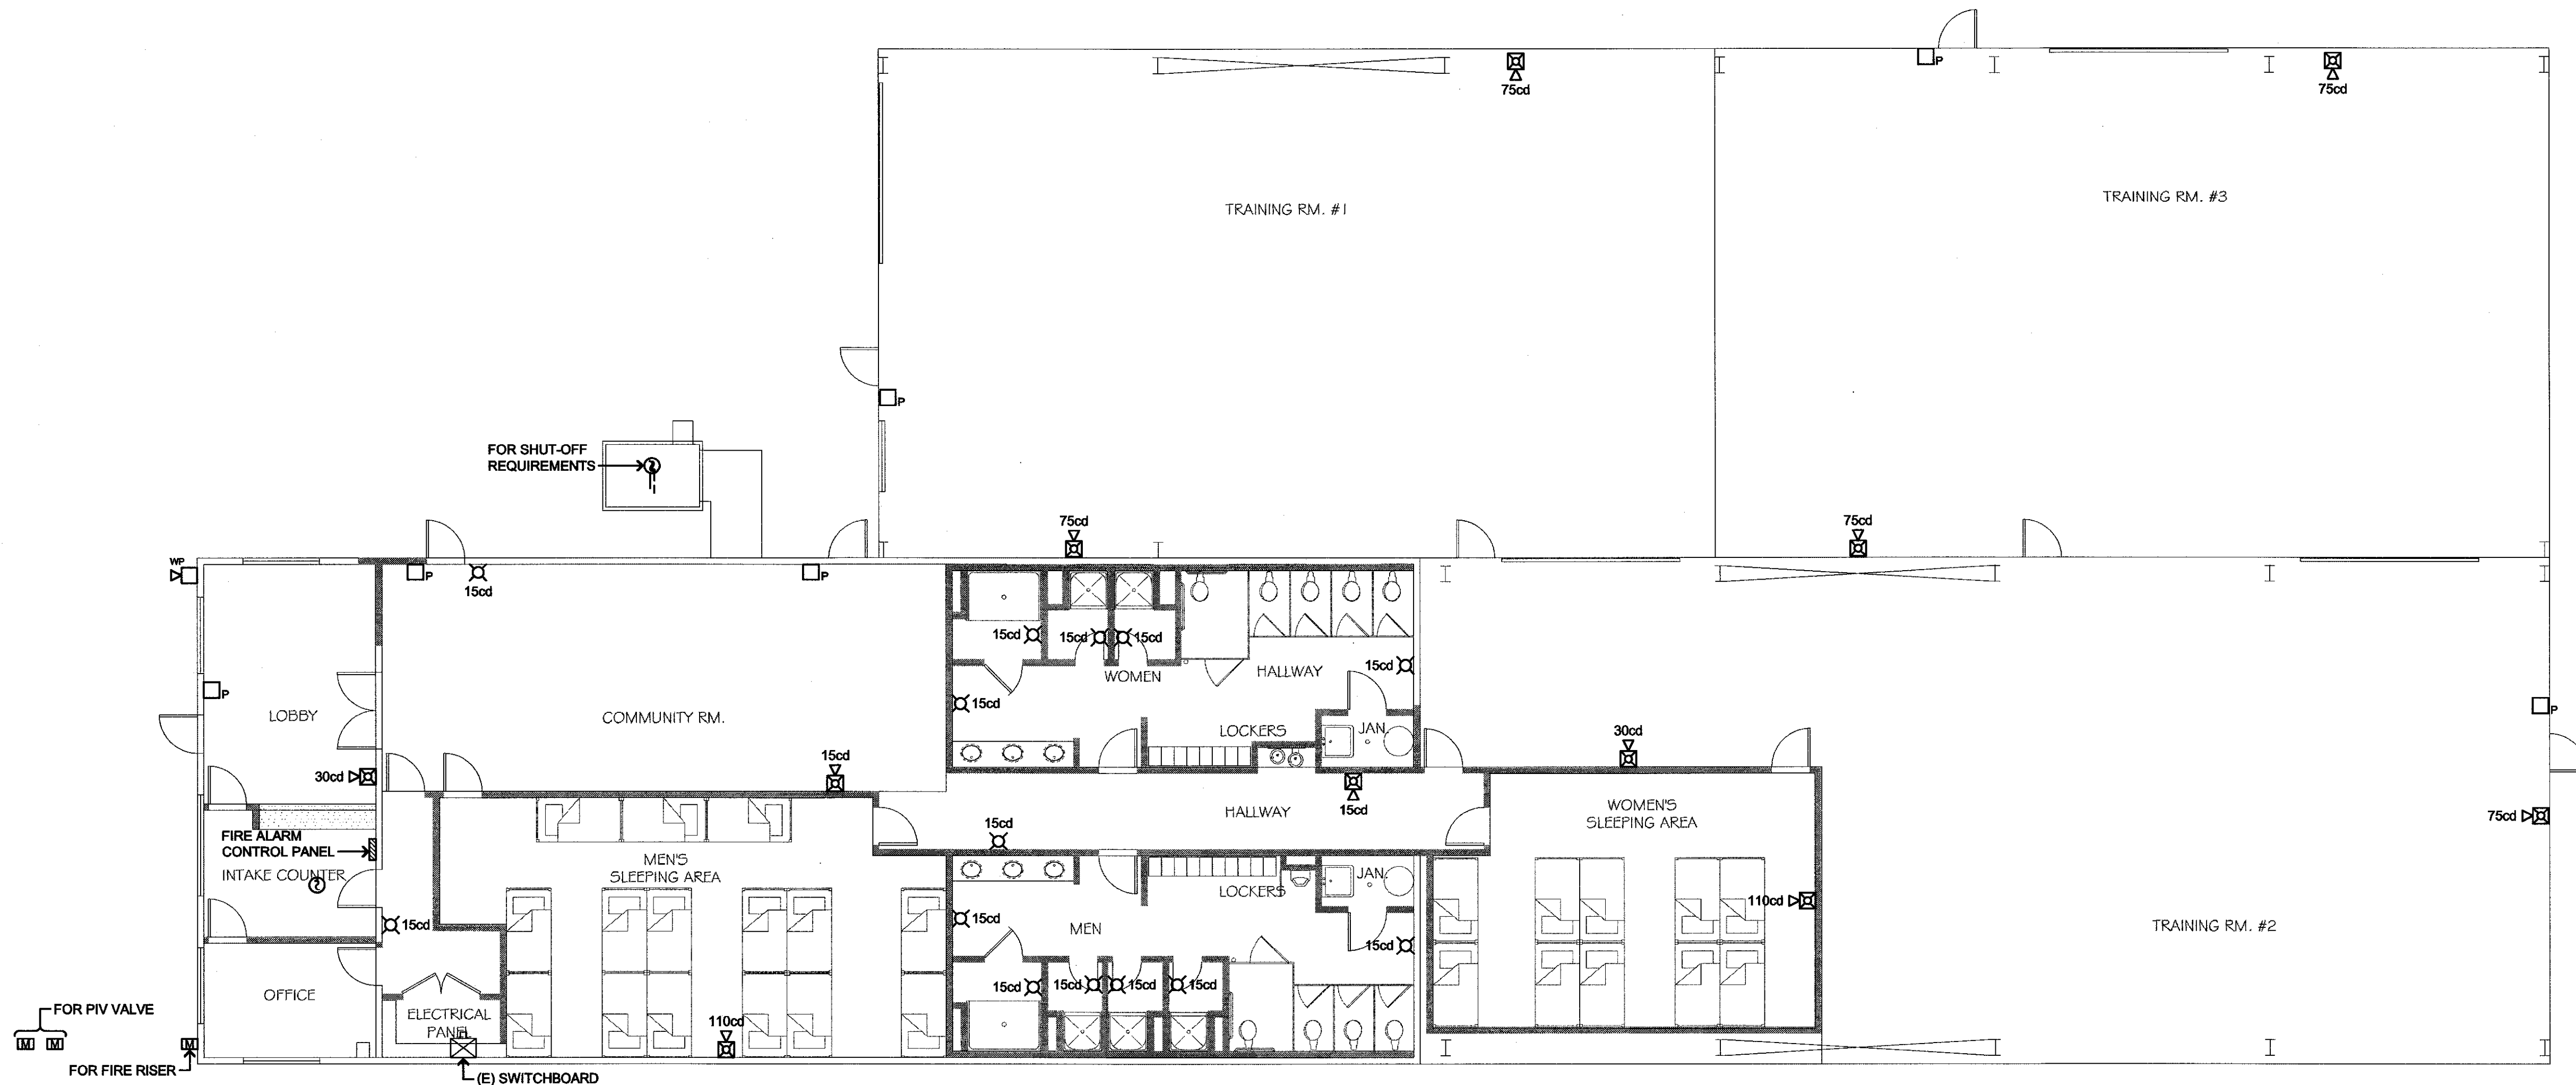 P
75cd
75cd
TRAINING RM. #3
TRAINING RM. #1
P
FOR SHUT-OFF
REQUIREMENTS
75cd
75cd
WP
P
15cd
P
15cd
15cd
15cd
15cd
HALLWAY
WOMEN
15cd
P
LOBBY
COMMUNITY RM.
LOCKERS
JAN.
P
30cd
15cd
30cd
15cd
HALLWAY
WOMEN'S
SLEEPING AREA
75cd
15cd
FIRE ALARM
CONTROL PANEL
INTAKE COUNTER
MEN'S
SLEEPING AREA
LOCKERS
JAN.
110cd
15cd
15cd
MEN
15cd
TRAINING RM. #2
15cd
15cd
15cd
15cd
OFFICE
ELECTRICAL
PANEL
110cd
FOR PIV VALVE
M
M
M
FOR FIRE RISER
(E) SWITCHBOARD